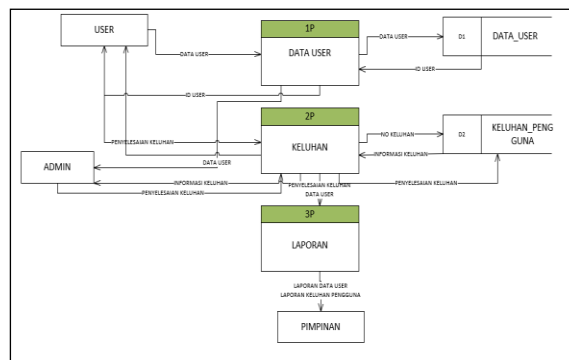 USER
DATA USER
1P
DATA USER
DATA USER
D1
DATA_USER
ID USER
ID USER
2P
KELUHAN
PENYELESAIAN KELUHAN
NO KELUHAN
D2
KELUHAN_PENG
GUNA
INFORMASI KELUHAN
ADMIN
DATA USER
INFORMASI KELUHAN
PENYELESAIAN KELUHAN
PENYELESAIAN KELUHAN
PENYELESAIAN KELUHAN
DATA USER
3P
LAPORAN
LAPORAN DATA USER
LAPORAN KELUHAN PENGGUNA
PIMPINAN